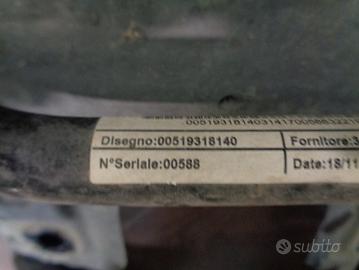 Disegno:00519318140
Fornitore:3
N°Seriale:00588
Date:18/11
subito